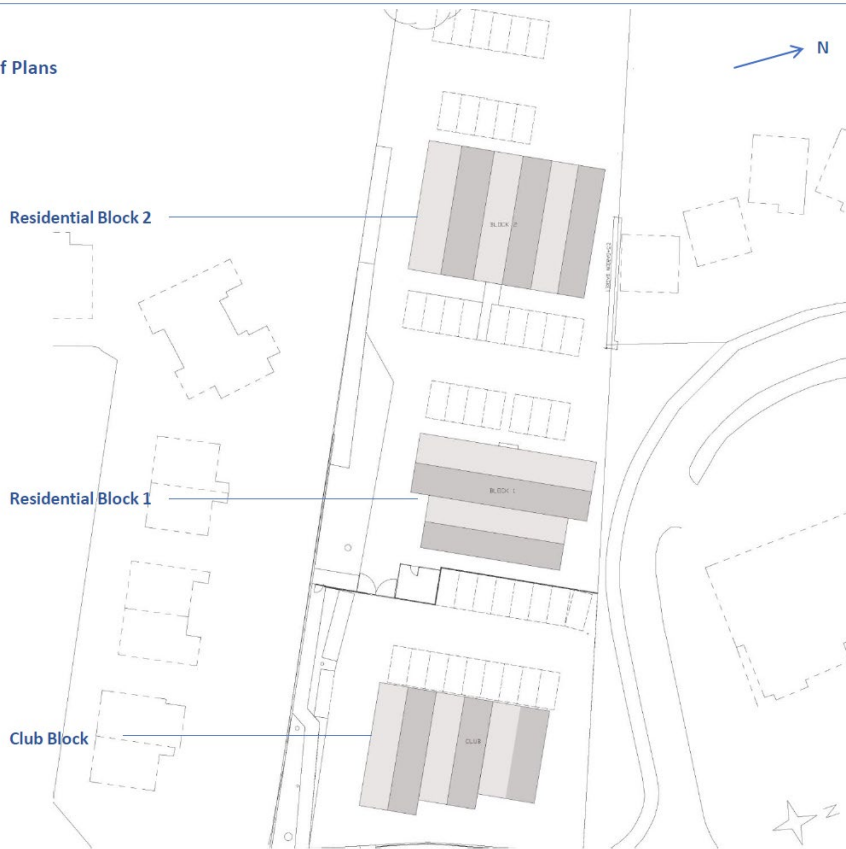 f Plans
N
Residential Block 2
BLOCK 2
Residential Block 1
BLOCK 1
Club Block
CLUB
N